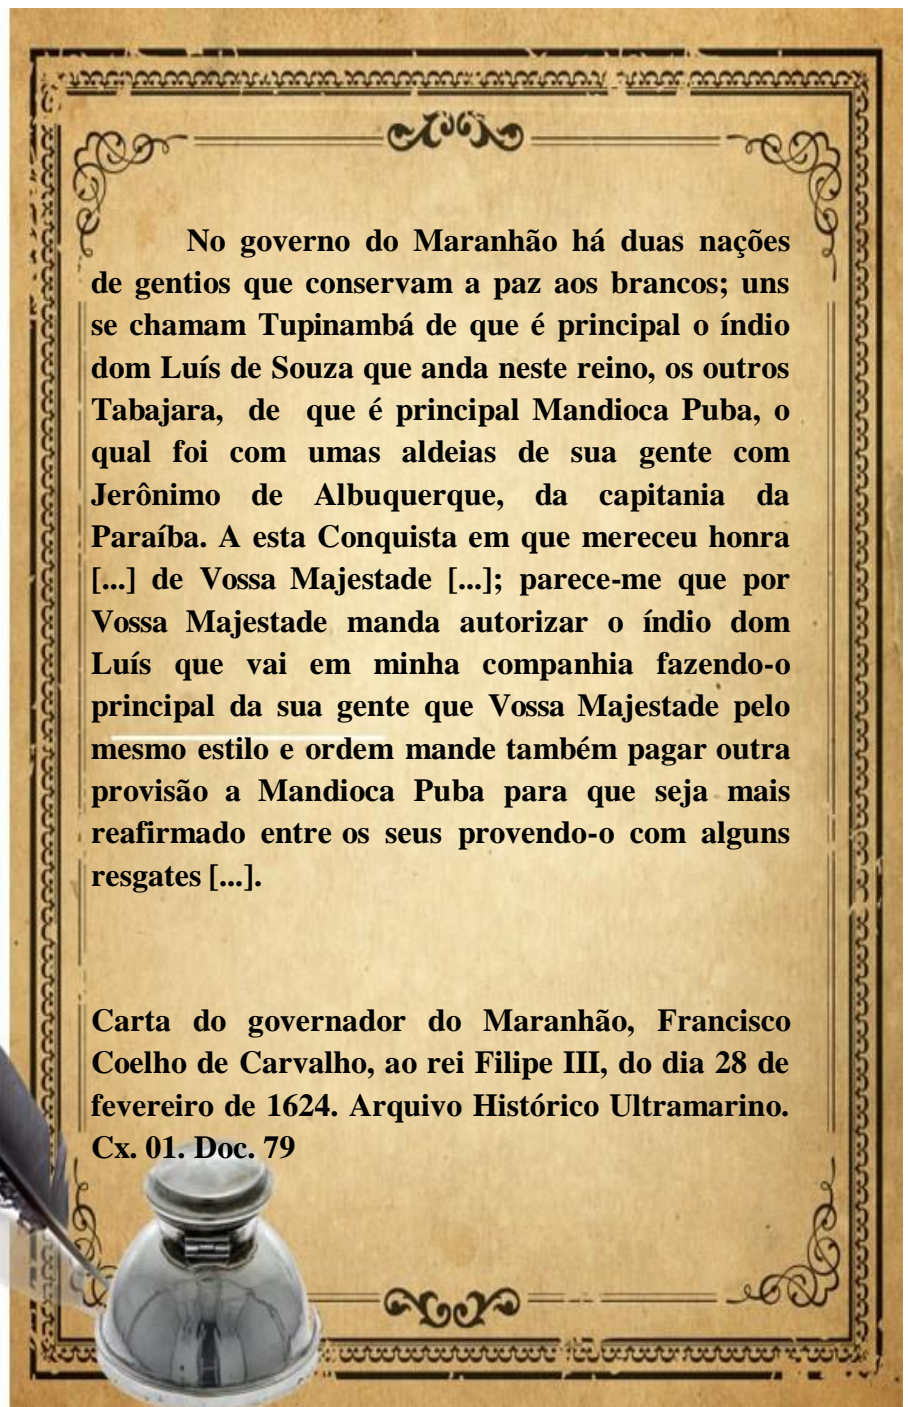 No governo do Maranhão há duas nações
de gentios que conservam a paz aos brancos; uns
se chamam Tupinambá de que é principal o índio
dom Luís de Souza que anda neste reino, os outros
Tabajara, de que é principal Mandioca Puba, o
qual foi com umas aldeias de sua gente com
Jerônimo de Albuquerque, da capitania da
Paraíba. A esta Conquista em que mereceu honra
[...] de Vossa Majestade [...]; parece-me que por
Vossa Majestade manda autorizar o índio dom
Luís que vai em minha companhia fazendo-o
principal da sua gente que Vossa Majestade pelo
mesmo estilo e ordem mande também pagar outra
provisão a Mandioca Puba para que seja mais
reafirmado entre os seus provendo-o com alguns
resgates [...].
Carta do governador do Maranhão, Francisco
Coelho de Carvalho, ao rei Filipe III, do dia 28 de
fevereiro de 1624. Arquivo Histórico Ultramarino.
Cx. 01. Doc. 79